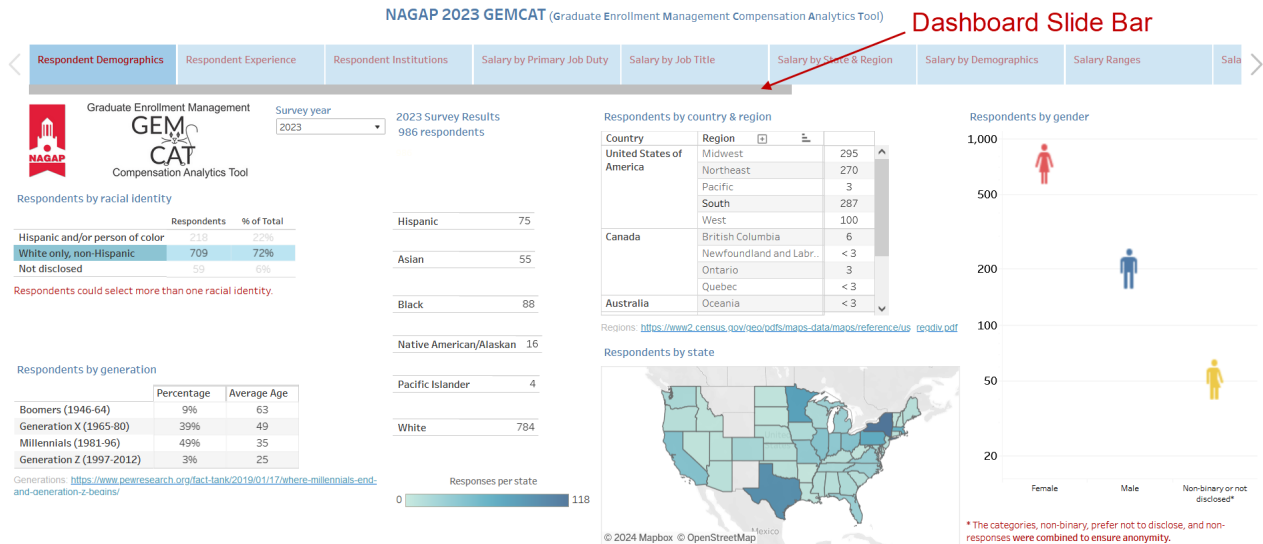 NAGAP 2023 GEMCAT (Graduate Enrollment Management Compensation Analytics Tool)
Dashboard Slide Bar
Respondent Demographics
Respondent Experience
Respondent Institutions
Salary by Primary Job Duty
Salary by Job Title
Salary by State & Region
Salary by Demographics
Salary Ranges
Sala
NAGAP
Graduate Enrollment Management
GEM
CAT
Compensation Analytics Tool
Survey year
2023
2023 Survey Results
986 respondents
Respondents by racial identity
Respondents % of Total
Hispanic and/or person of color 218 22%
White only, non-Hispanic 709 72%
Not disclosed 59 6%
Respondents could select more than one racial identity.
Hispanic 75
Asian 55
Black 88
Native American/Alaskan 16
Pacific Islander 4
White 784
Respondents by generation
Percentage Average Age
Boomers (1946-64) 9% 63
Generation X (1965-80) 39% 49
Millennials (1981-96) 49% 35
Generation Z (1997-2012) 3% 25
Generations: https://www.pewresearch.org/fact-tank/2019/01/17/where-millennials-end-
and-generation-z-begins/
Responses per state
0 118
Respondents by country & region
Country Region
United States of
America
Midwest 295
Northeast 270
Pacific 3
South 287
West 100
Canada British Columbia 6
Newfoundland and Labr.. < 3
Ontario 3
Quebec < 3
Australia Oceania < 3
Regions: https://www2.census.gov/geo/pdfs/maps-data/maps/reference/us_regdiv.pdf
Respondents by state
Mexico
© 2024 Mapbox © OpenStreetMap
Respondents by gender
1,000
500
200
100
50
20
Female
Male
Non-binary or not
disclosed*
* The categories, non-binary, prefer not to disclose, and non-
responses were combined to ensure anonymity.